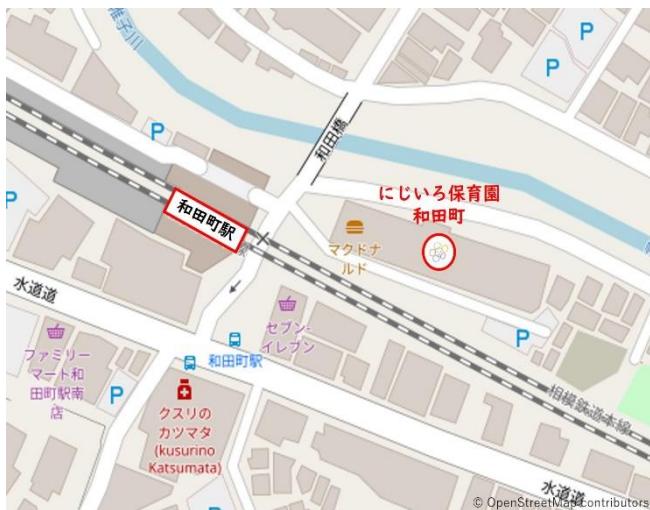 P
P
P
和田橋
にじいろ保育園
和田町
P
和田町駅
マクドナ
ルド
水道道
セブン-
イレブン
P
ファミリー
マート和
田町駅南
店
和田町駅
P
相模鉄道本線
クスリの
カツマタ
(kusurino
Katsumata)
水道道
© OpenStreetMap contributors